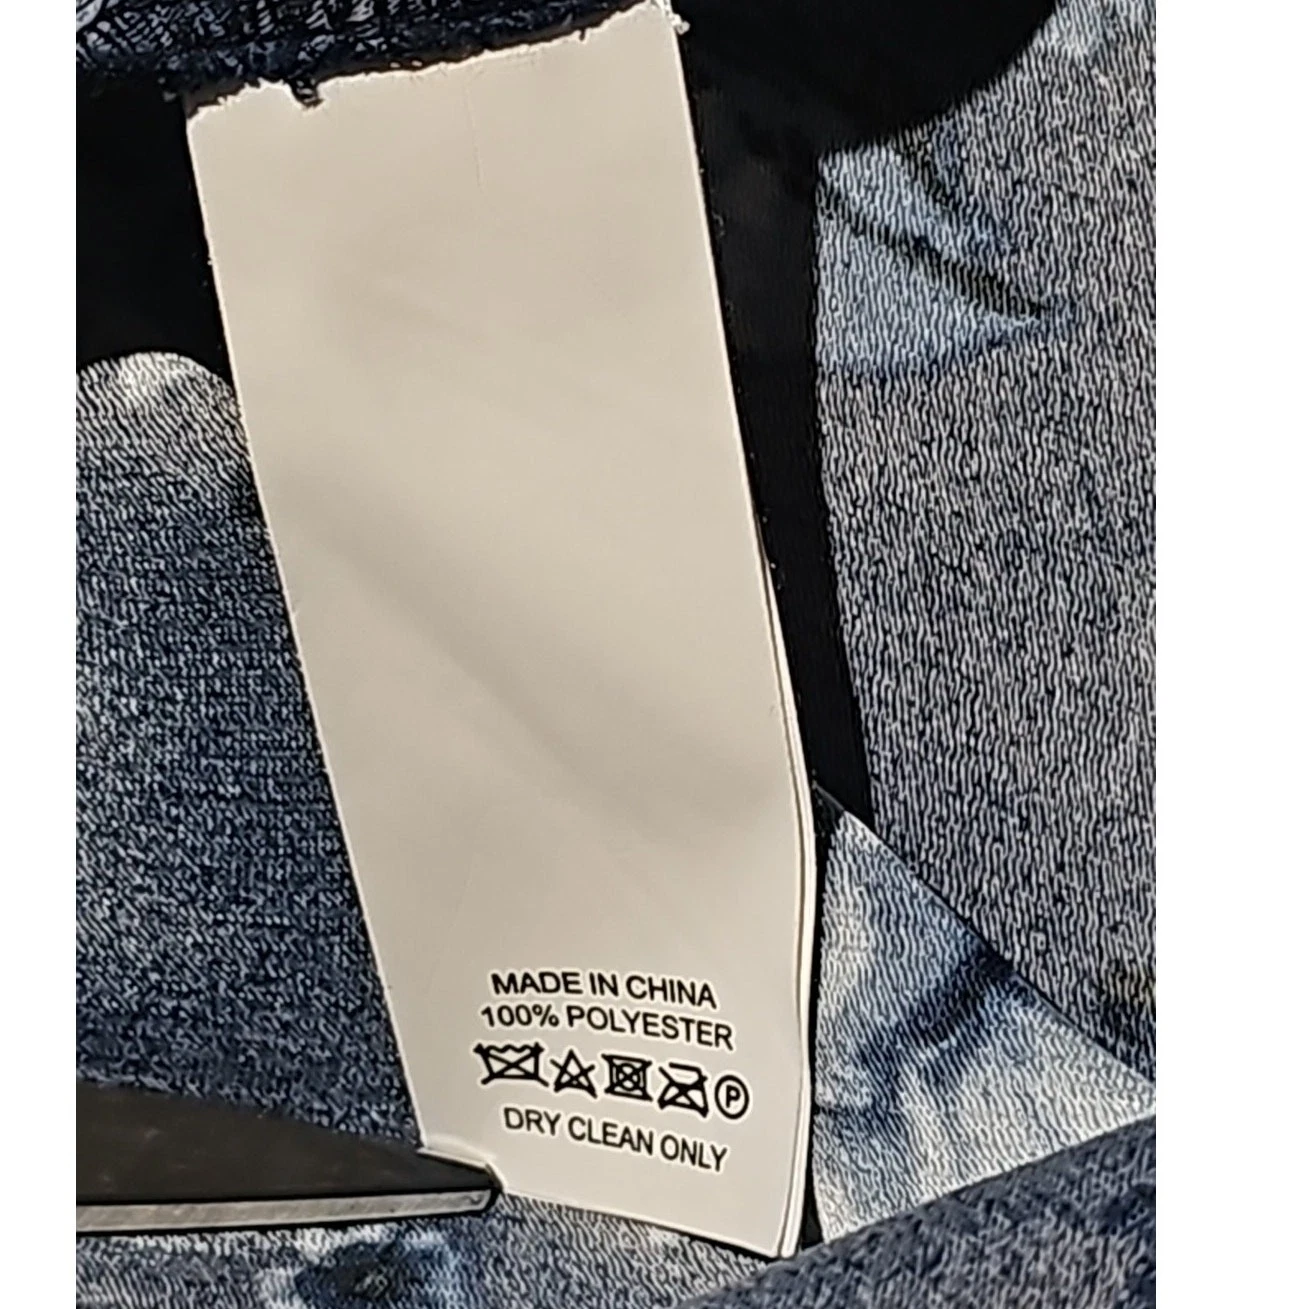 MADE IN CHINA
100% POLYESTER
P
DRY CLEAN ONLY